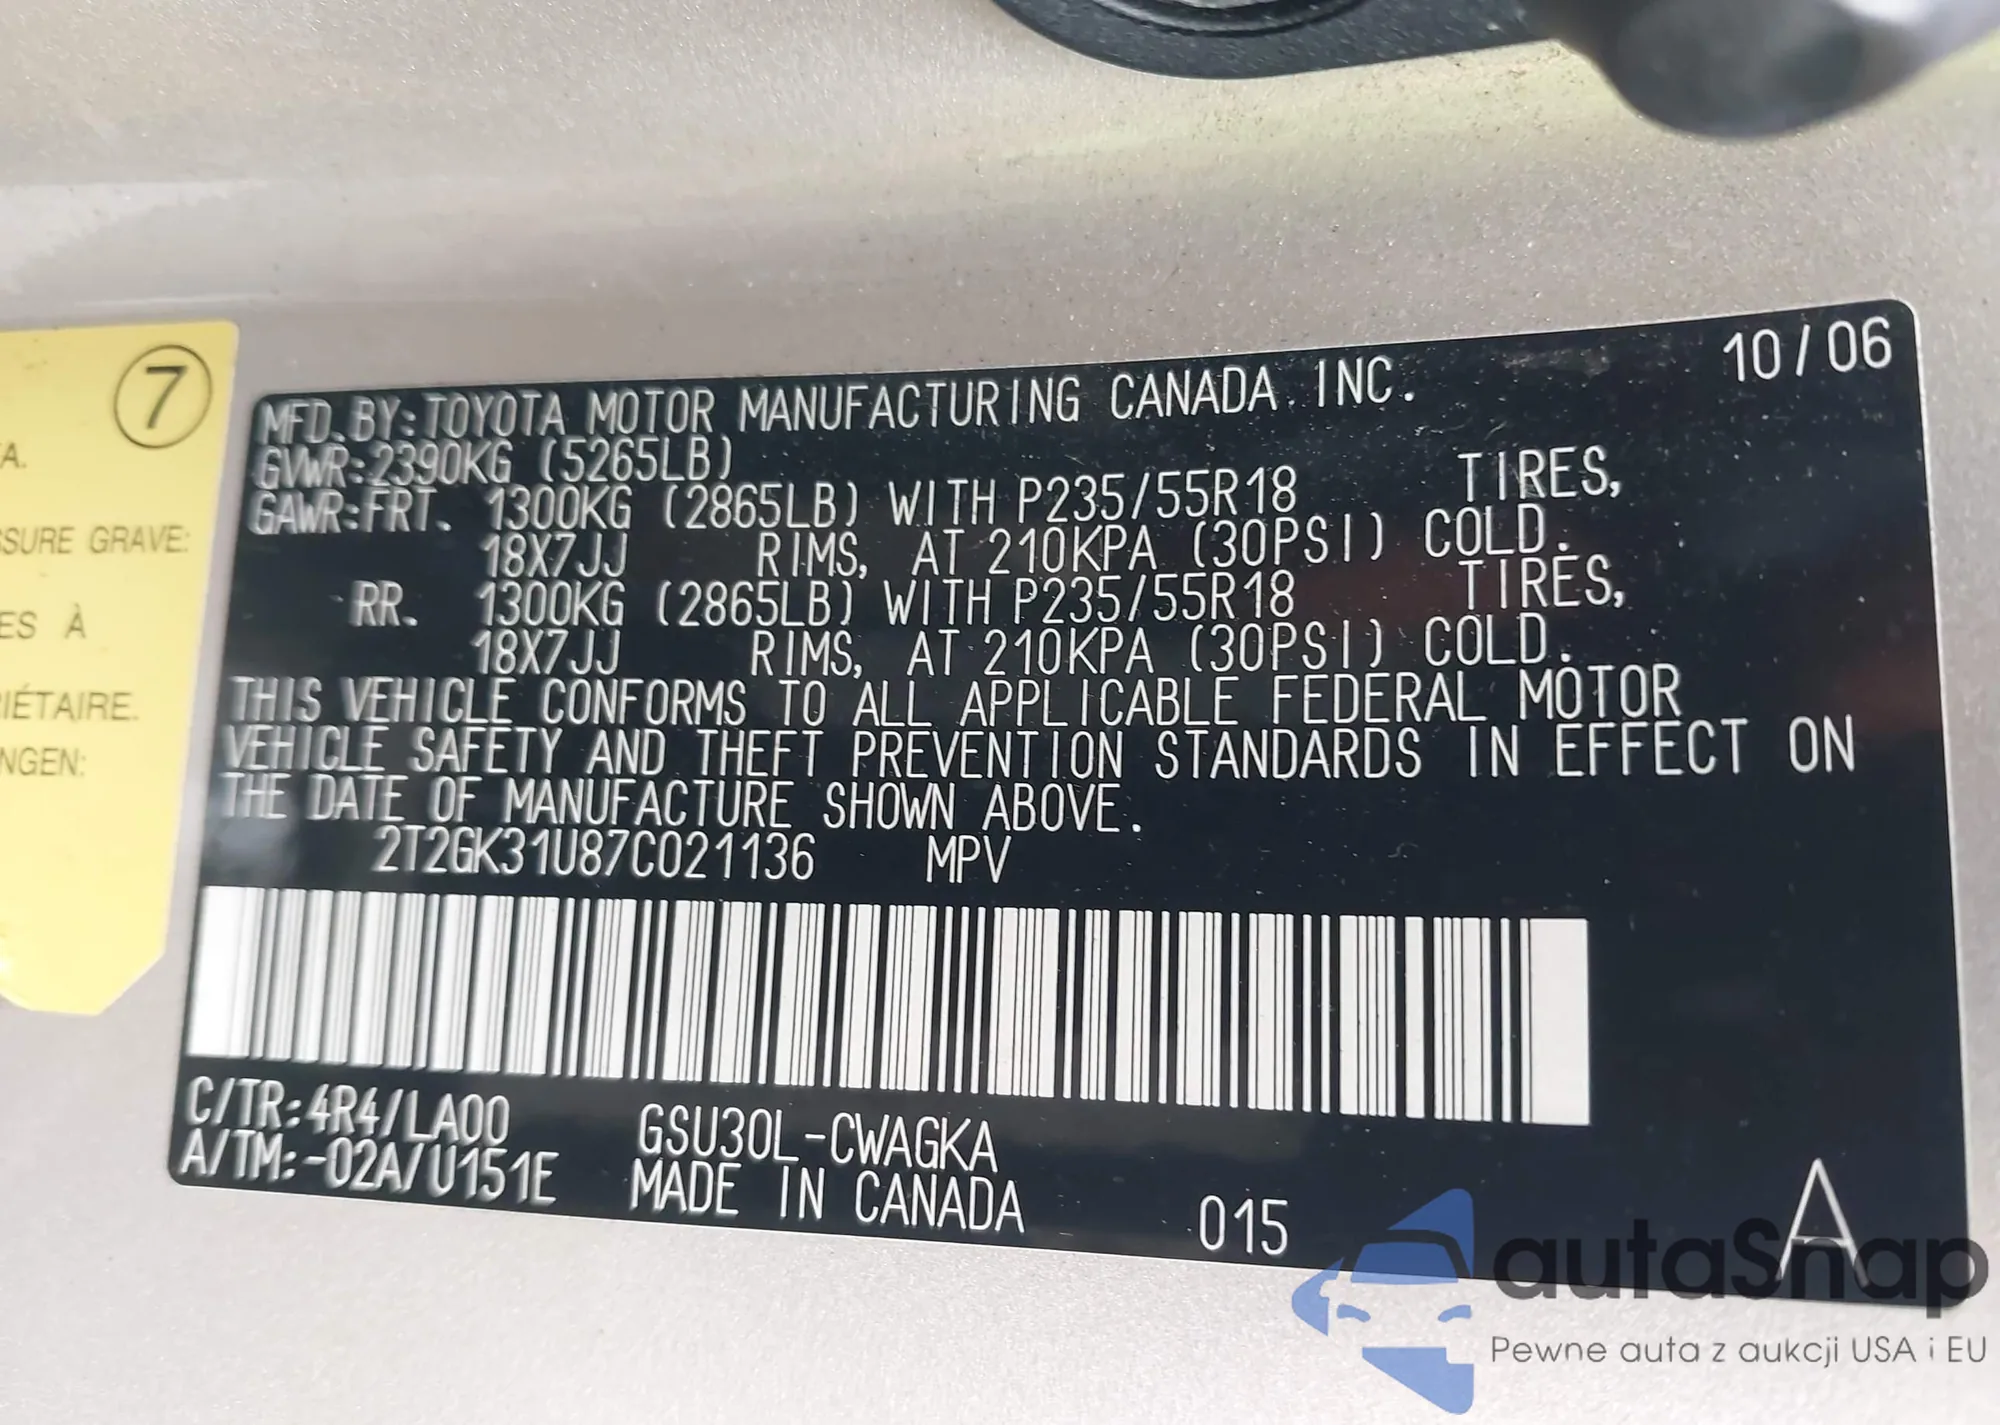 7
A.
SSURE GRAVE:
ES À
RIÉTAIRE.
NGEN:
10/06
MFD. BY: TOYOTA MOTOR MANUFACTURING CANADA INC.
GVWR: 2390KG (5265LB)
GAWR: FRT. 1300KG (2865LB) WITH P235/55R18 TIRES,
18X7JJ RIMS, AT 210KPA (30PSI) COLD.
RR. 1300KG (2865LB) WITH P235/55R18 TIRES,
18X7JJ RIMS, AT 210KPA (30PSI) COLD.
THIS VEHICLE CONFORMS TO ALL APPLICABLE FEDERAL MOTOR
VEHICLE SAFETY AND THEFT PREVENTION STANDARDS IN EFFECT ON
THE DATE OF MANUFACTURE SHOWN ABOVE.
2T2GK31U87C021136 MPV
C/TR: 4R4/LA00 GSU30L-CWAGKA
A/TM: -02A/U151E MADE IN CANADA 015 A
autaSnap
Pewne auta z aukcji USA i EU